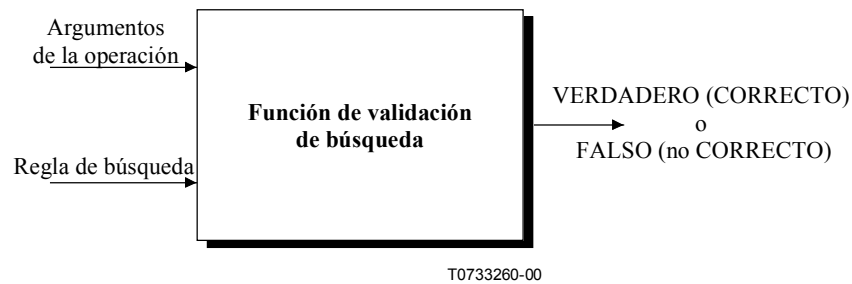 Argumentos
de la operación
Regla de búsqueda
Función de validación
de búsqueda
VERDADERO (CORRECTO)
o
FALSO (no CORRECTO)
T0733260-00